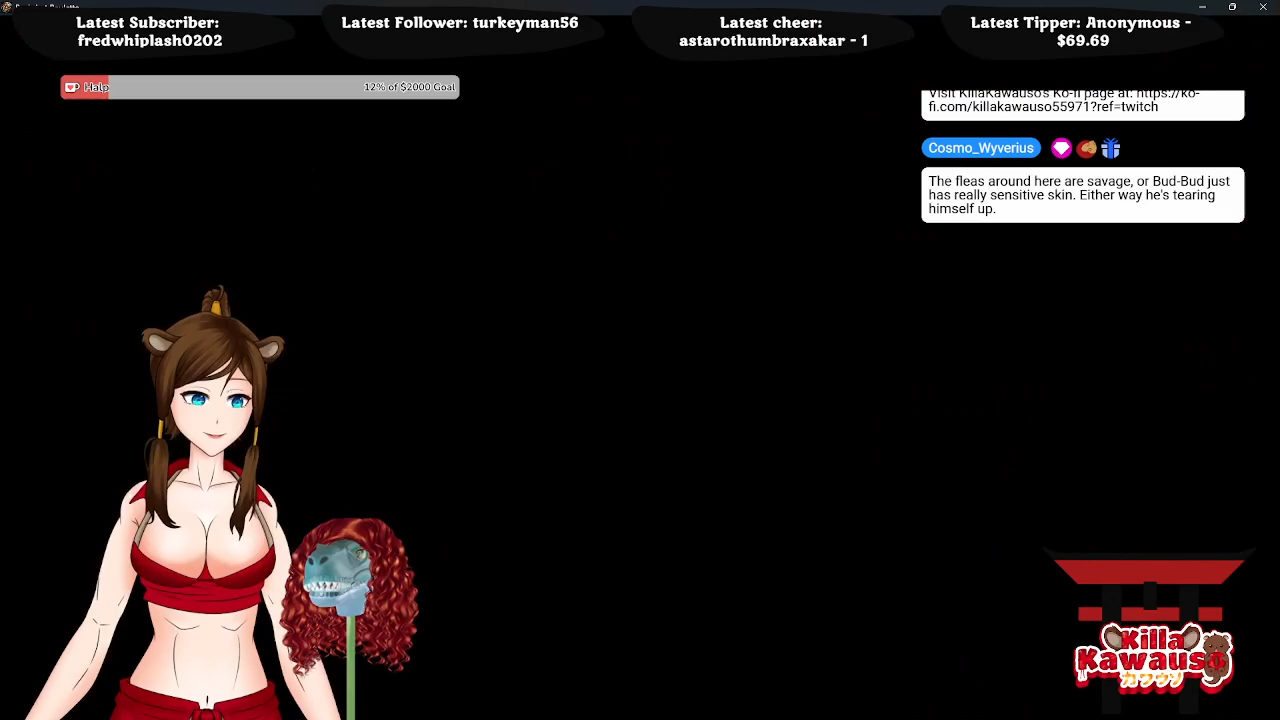 Latest Subscriber:
fredwhiplash0202
Latest Follower: turkeyman56
Latest cheer:
astarothumbraxakar - 1
Latest Tipper: Anonymous -
$69.69
Halo
12% of $2000 Goal
Visit KillaKawauso's Ko-fi page at: https://ko-
fi.com/killakawauso55971?ref=twitch
Cosmo_Wyverius
The fleas around here are savage, or Bud-Bud just
has really sensitive skin. Either way he's tearing
himself up.
Killa
Kawauso
カワウソ